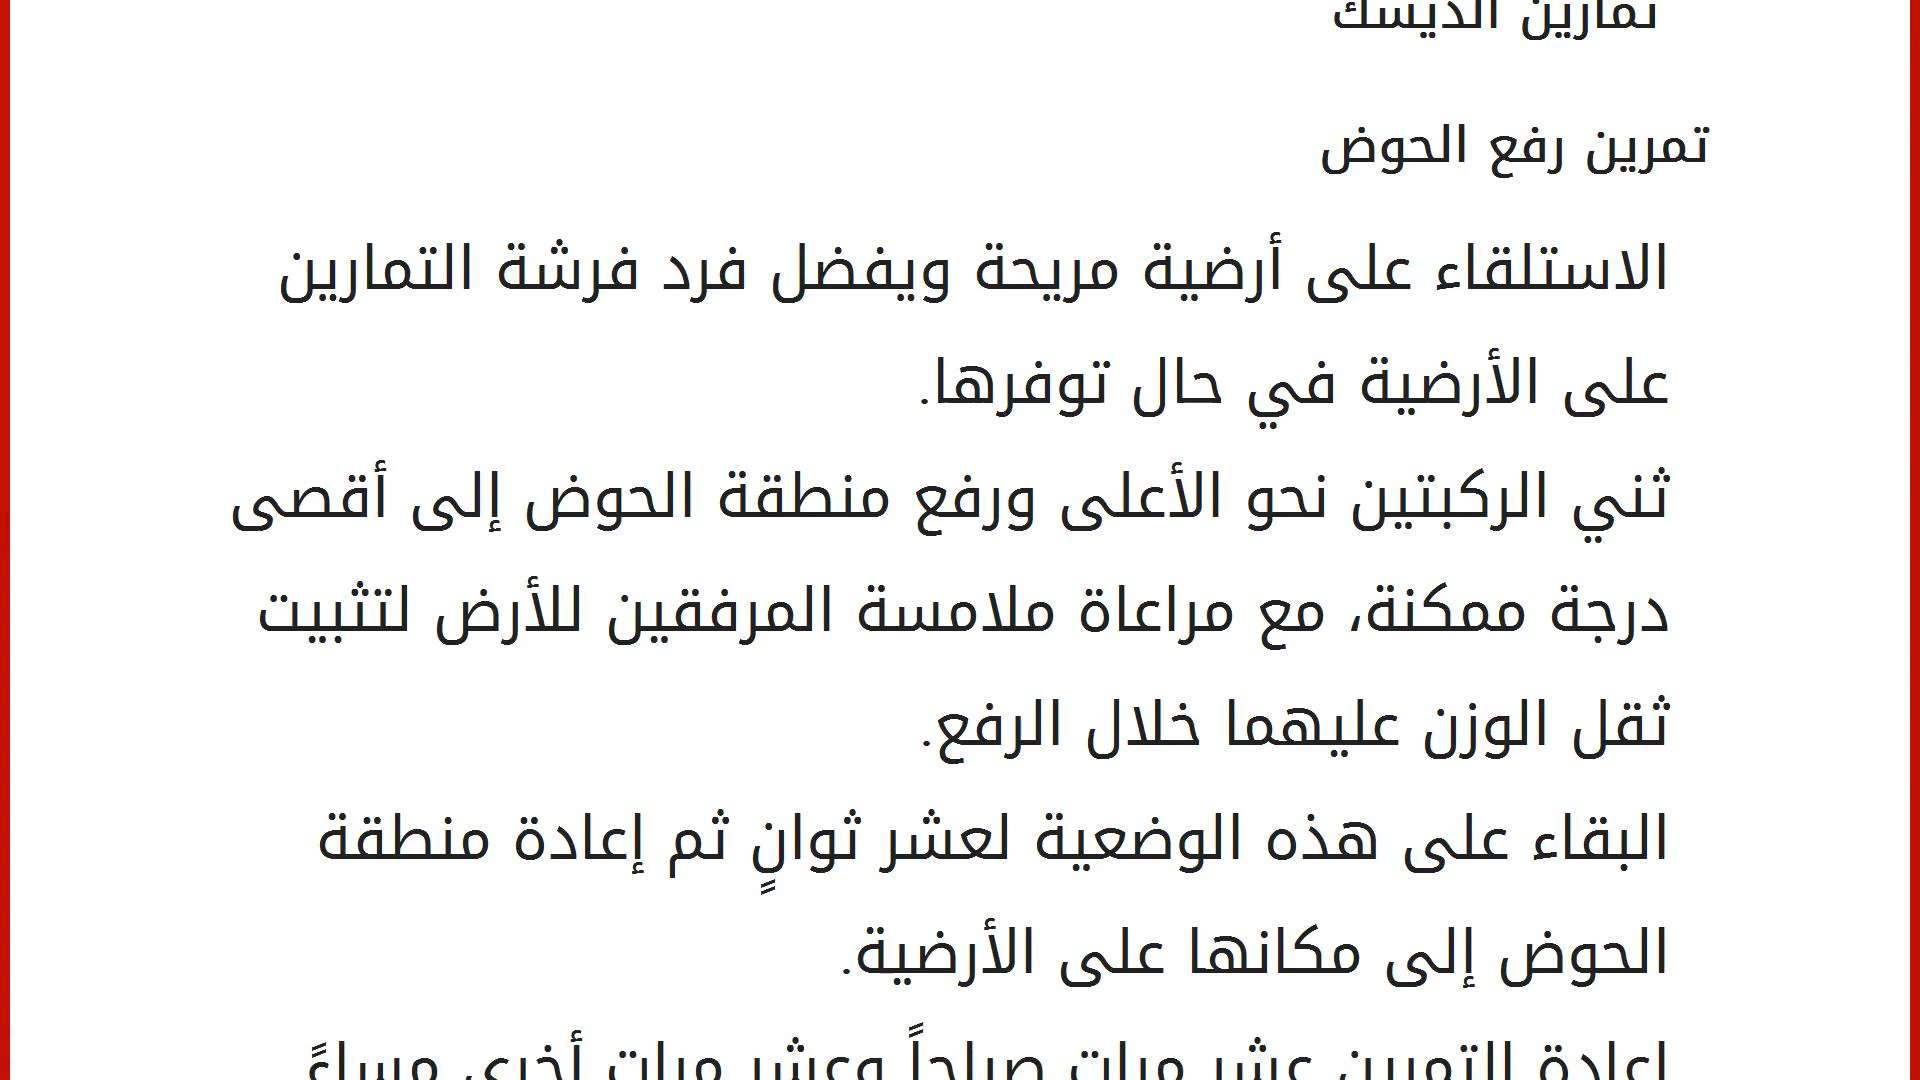 تمارين الديسك
تمرين رفع الحوض
الاستلقاء على أرضية مريحة ويفضل فرد فرشة التمارين
على الأرضية في حال توفرها.
ثني الركبتين نحو الأعلى ورفع منطقة الحوض إلى أقصى
درجة ممكنة، مع مراعاة ملامسة المرفقين للأرض لتثبيت
ثقل الوزن عليهما خلال الرفع.
البقاء على هذه الوضعية لعشر ثوانٍ ثم إعادة منطقة
الحوض إلى مكانها على الأرضية.
إعادة التمرين عشر مرات صباحاً وعشر مرات أخرى مساءً